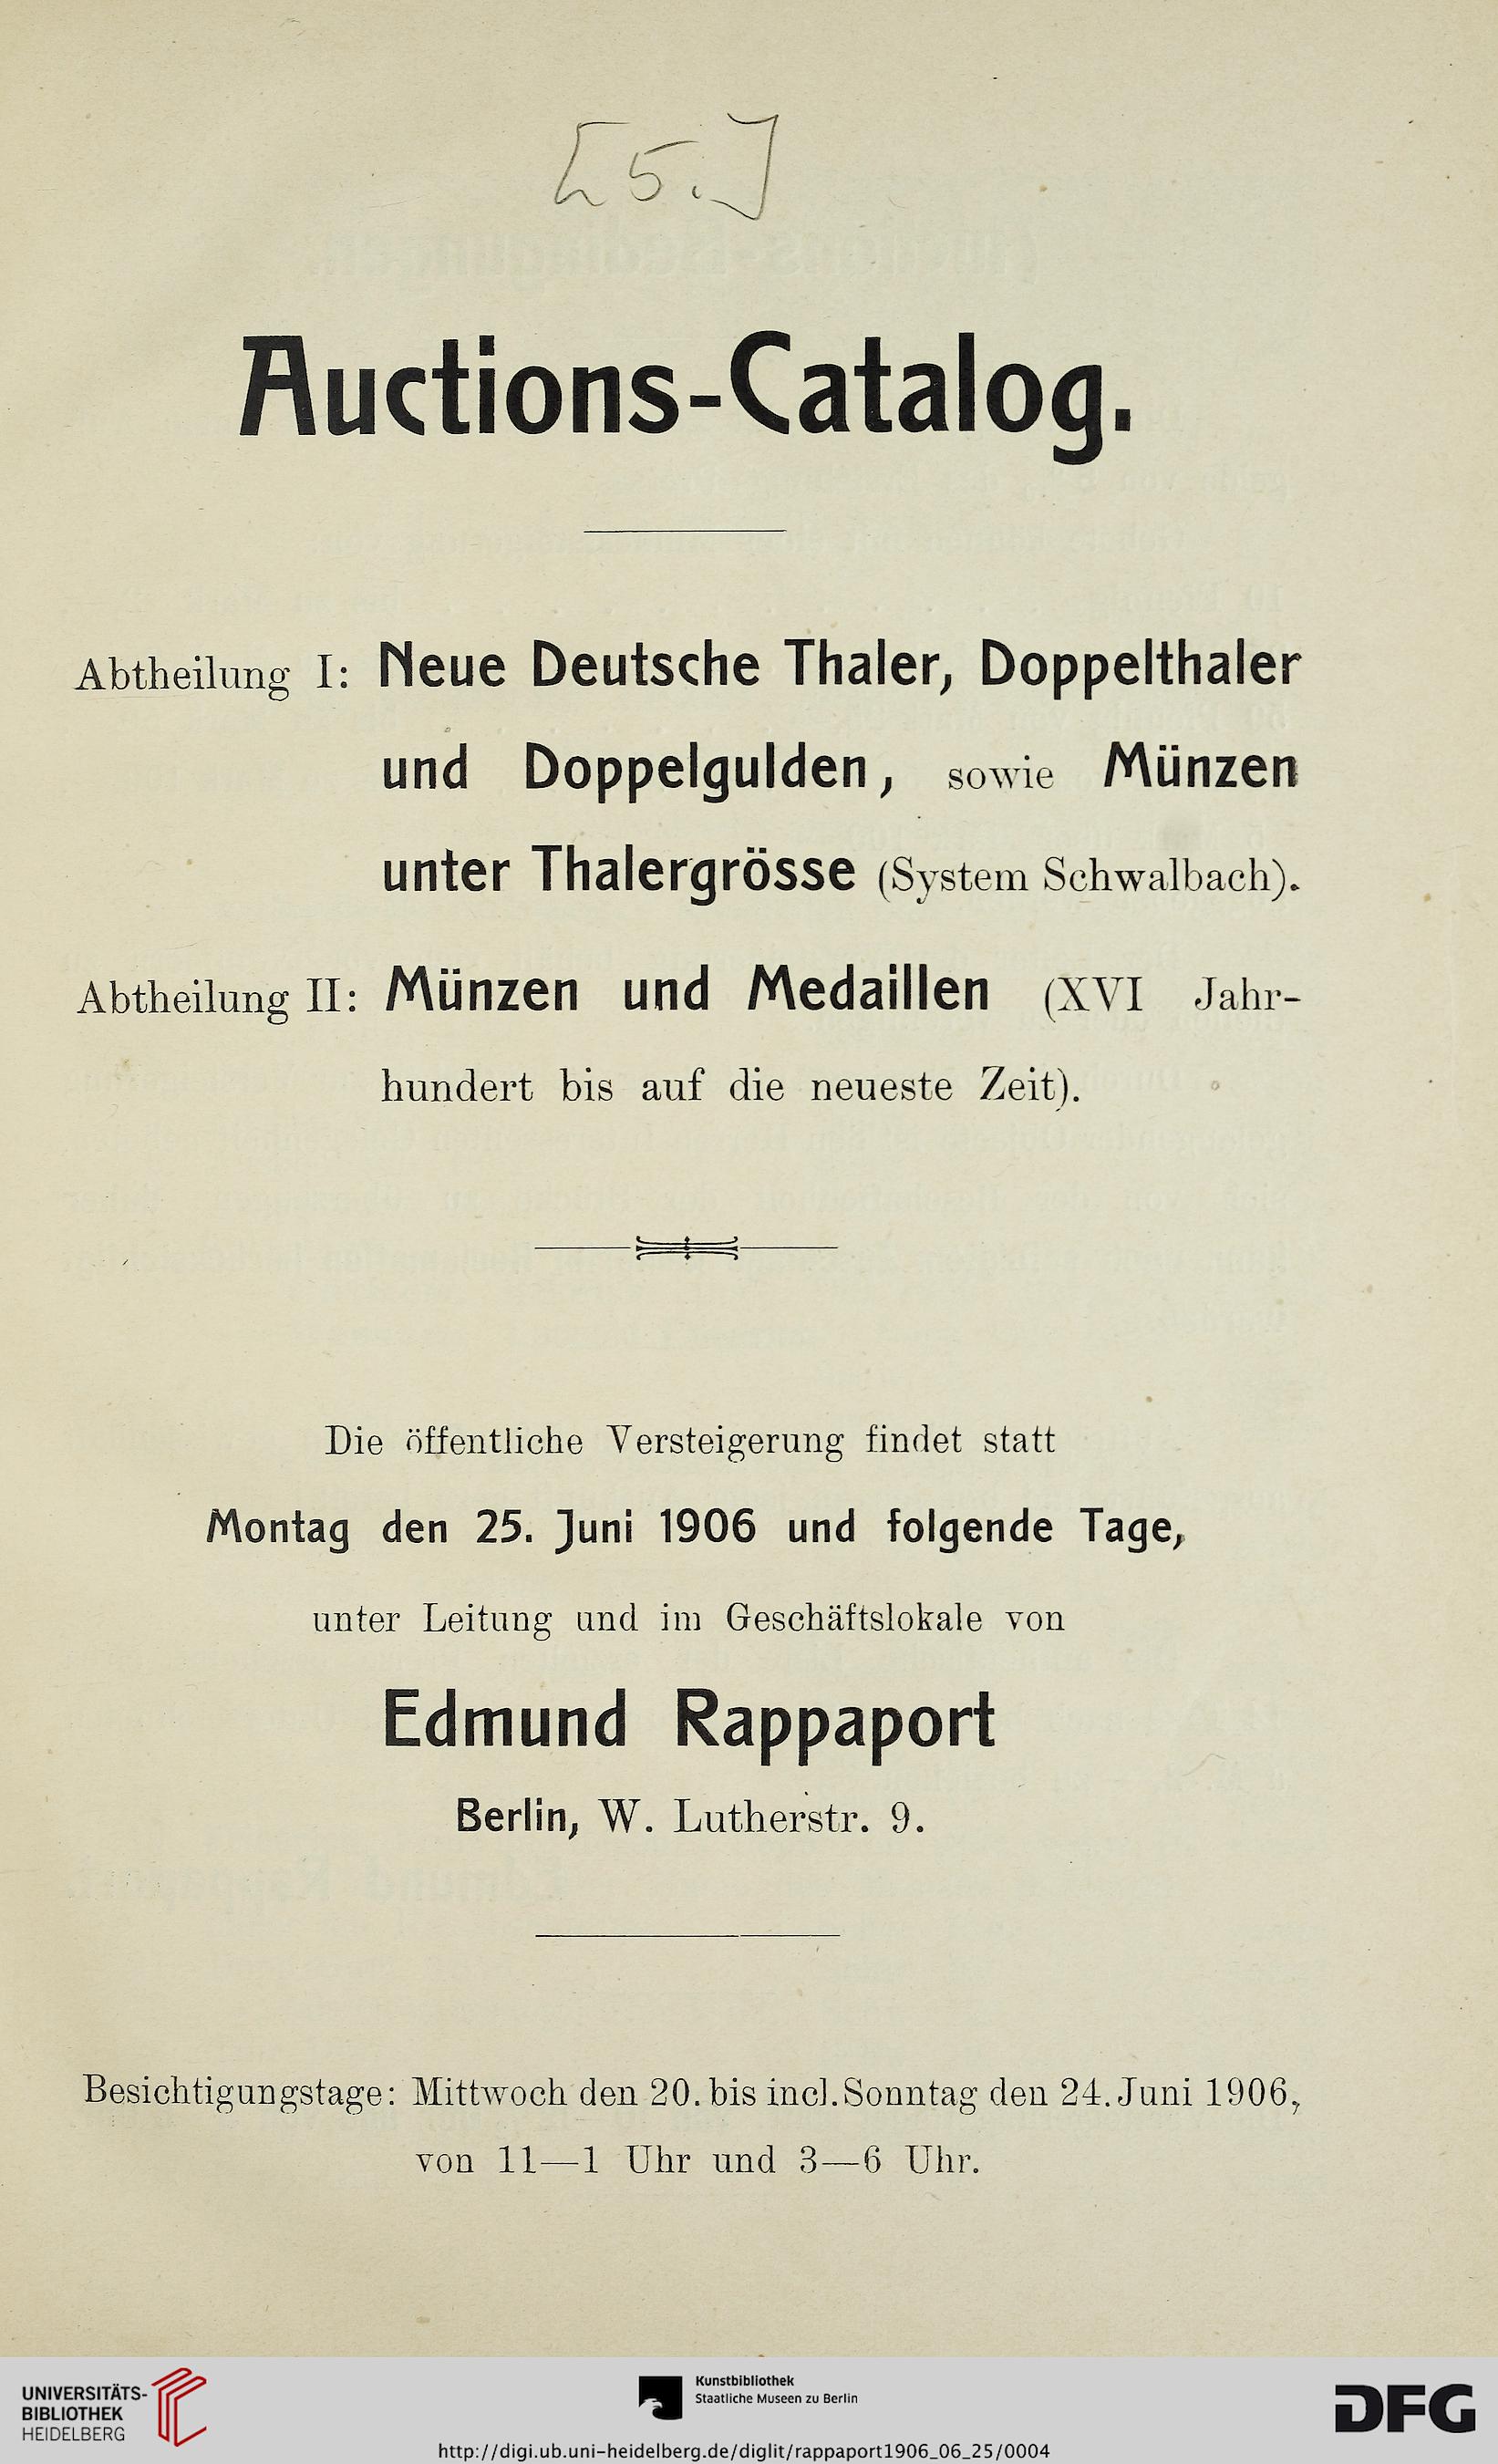 [5.]
Auctions-Catalog.
Abtheilung I: Neue Deutsche Thaler, Doppelthaler
und Doppelgulden, sowie Münzen
unter Thalergrösse (System Schwalbach).
Abtheilung II: Münzen und Medaillen (XVI Jahr-
hundert bis auf die neueste Zeit).
Die öffentliche Versteigerung findet statt
Montag den 25. Juni 1906 und folgende Tage,
unter Leitung und im Geschäftslokale von
Edmund Rappaport
Berlin, W. Lutherstr. 9.
Besichtigungstage: Mittwoch den 20. bis incl. Sonntag den 24. Juni 1906,
von 11—1 Uhr und 3—6 Uhr.
UNIVERSITÄTS-
BIBLIOTHEK
HEIDELBERG
Kunstbibliothek
Staatliche Museen zu Berlin
DFG
http://digi.ub.uni-heidelberg.de/diglit/rappaport1906_06_25/0004